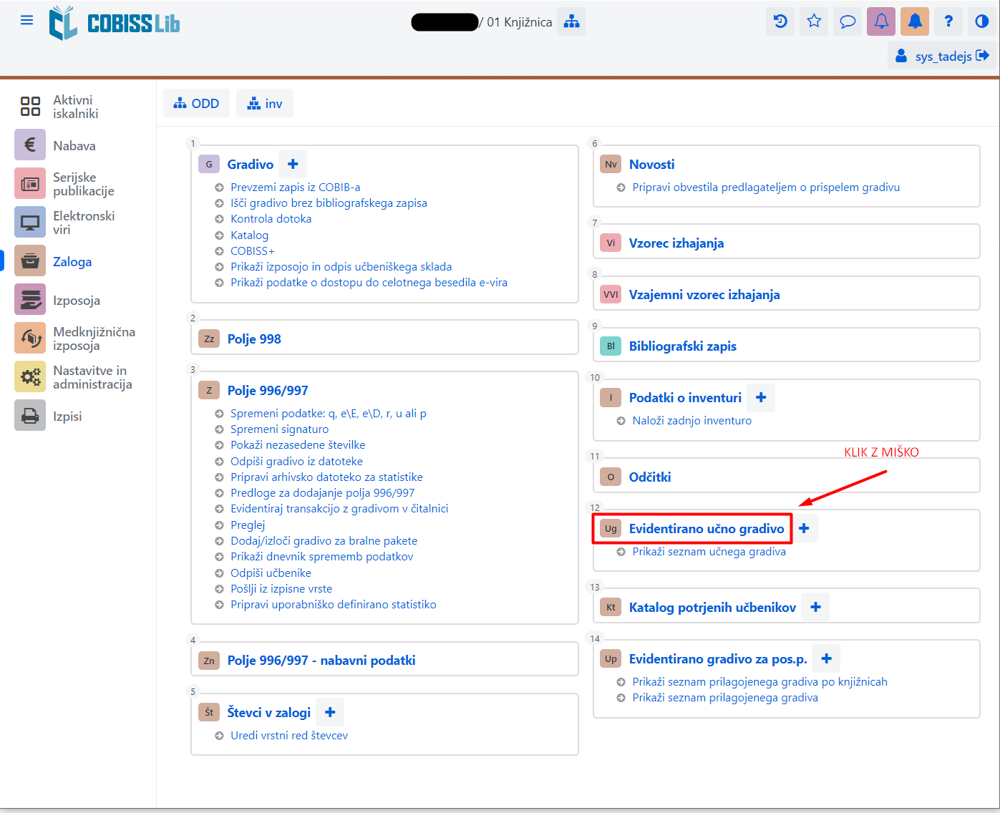 COBISS Lib
/ 01 Knjižnica
?
sys_tadejs
Aktivni
iskalniki
€
Nabava
Serijske
publikacije
Elektronski
viri
Zaloga
Izposoja
Medknjižnična
izposoja
Nastavitve in
administracija
Izpisi
ODD
inv
1
G Gradivo +
Prevzemi zapis iz COBIB-a
Išči gradivo brez bibliografskega zapisa
Kontrola dotoka
Katalog
COBISS+
Prikaži izposojo in odpis učbeniškega sklada
Prikaži podatke o dostopu do celotnega besedila e-vira
2
Zz Polje 998
3
Z Polje 996/997
Spremeni podatke: q, e\E, e\D, r, u ali p
Spremeni signaturo
Pokaži nezasedene številke
Odpiši gradivo iz datoteke
Pripravi arhivsko datoteko za statistike
Predloge za dodajanje polja 996/997
Evidentiraj transakcijo z gradivom v čitalnici
Preglej
Dodaj/izloči gradivo za bralne pakete
Prikaži dnevnik sprememb podatkov
Odpiši učbenike
Pošlji iz izpisne vrste
Pripravi uporabniško definirano statistiko
4
Zn Polje 996/997 - nabavni podatki
5
Št Števci v zalogi +
Uredi vrstni red števcev
6
Nv Novosti
Pripravi obvestila predlagateljem o prispelem gradivu
7
Vi Vzorec izhajanja
8
VVI Vzajemni vzorec izhajanja
9
BI Bibliografski zapis
10
I Podatki o inventuri +
Naloži zadnjo inventuro
KLIK Z MIŠKO
11
O Odčitki
12
Ug Evidentirano učno gradivo +
Prikaži seznam učnega gradiva
13
Kt Katalog potrjenih učbenikov +
14
Up Evidentirano gradivo za pos.p. +
Prikaži seznam prilagojenega gradiva po knjižnicah
Prikaži seznam prilagojenega gradiva